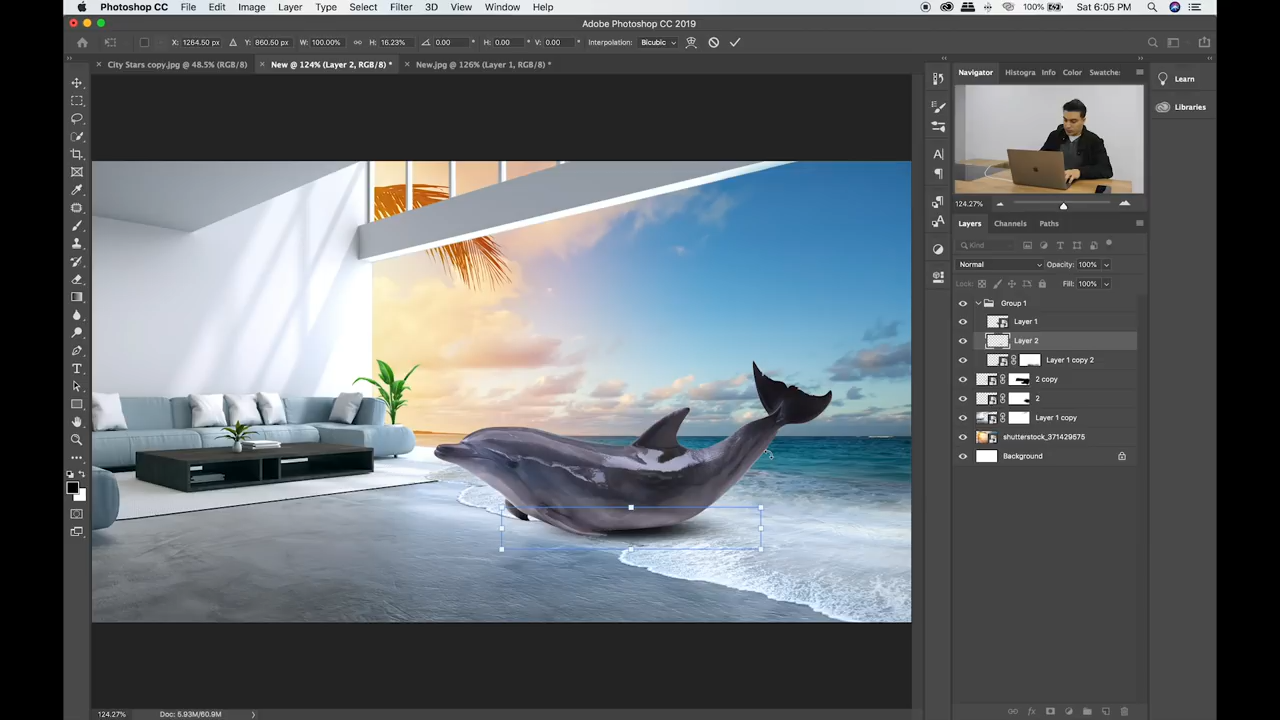 Photoshop CC File Edit Image Layer Type Select Filter 3D View Window Help 100% Sat 6:05 PM
Adobe Photoshop CC 2019
X: 1264.50 px Y: 860.50 px W: 100.00% H: 16.23% 0.00 ° H: 0.00 ° V: 0.00 ° Interpolation: Bicubic
× City Stars copy.jpg @ 48.5% (RGB/8) × New @ 124% (Layer 2, RGB/8) * × New.jpg @ 126% (Layer 1, RGB/8) *
Navigator Histogra Info Color Swatche:
Learn
Libraries
124.27%
Layers Channels Paths
Kind
Normal Opacity: 100%
Lock: Fill: 100%
Group 1
Layer 1
Layer 2
Layer 1 copy 2
2 copy
2
Layer 1 copy
shutterstock_371429675
Background
124.27% Doc: 5.93M/60.9M